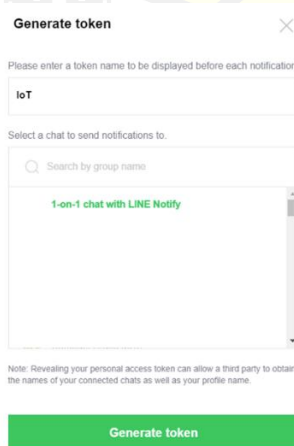 Generate token
Please enter a token name to be displayed before each notification
IoT
Select a chat to send notifications to.
Search by group name
1-on-1 chat with LINE Notify
Note: Revealing your personal access token can allow a third party to obtain
the names of your connected chats as well as your profile name.
Generate token